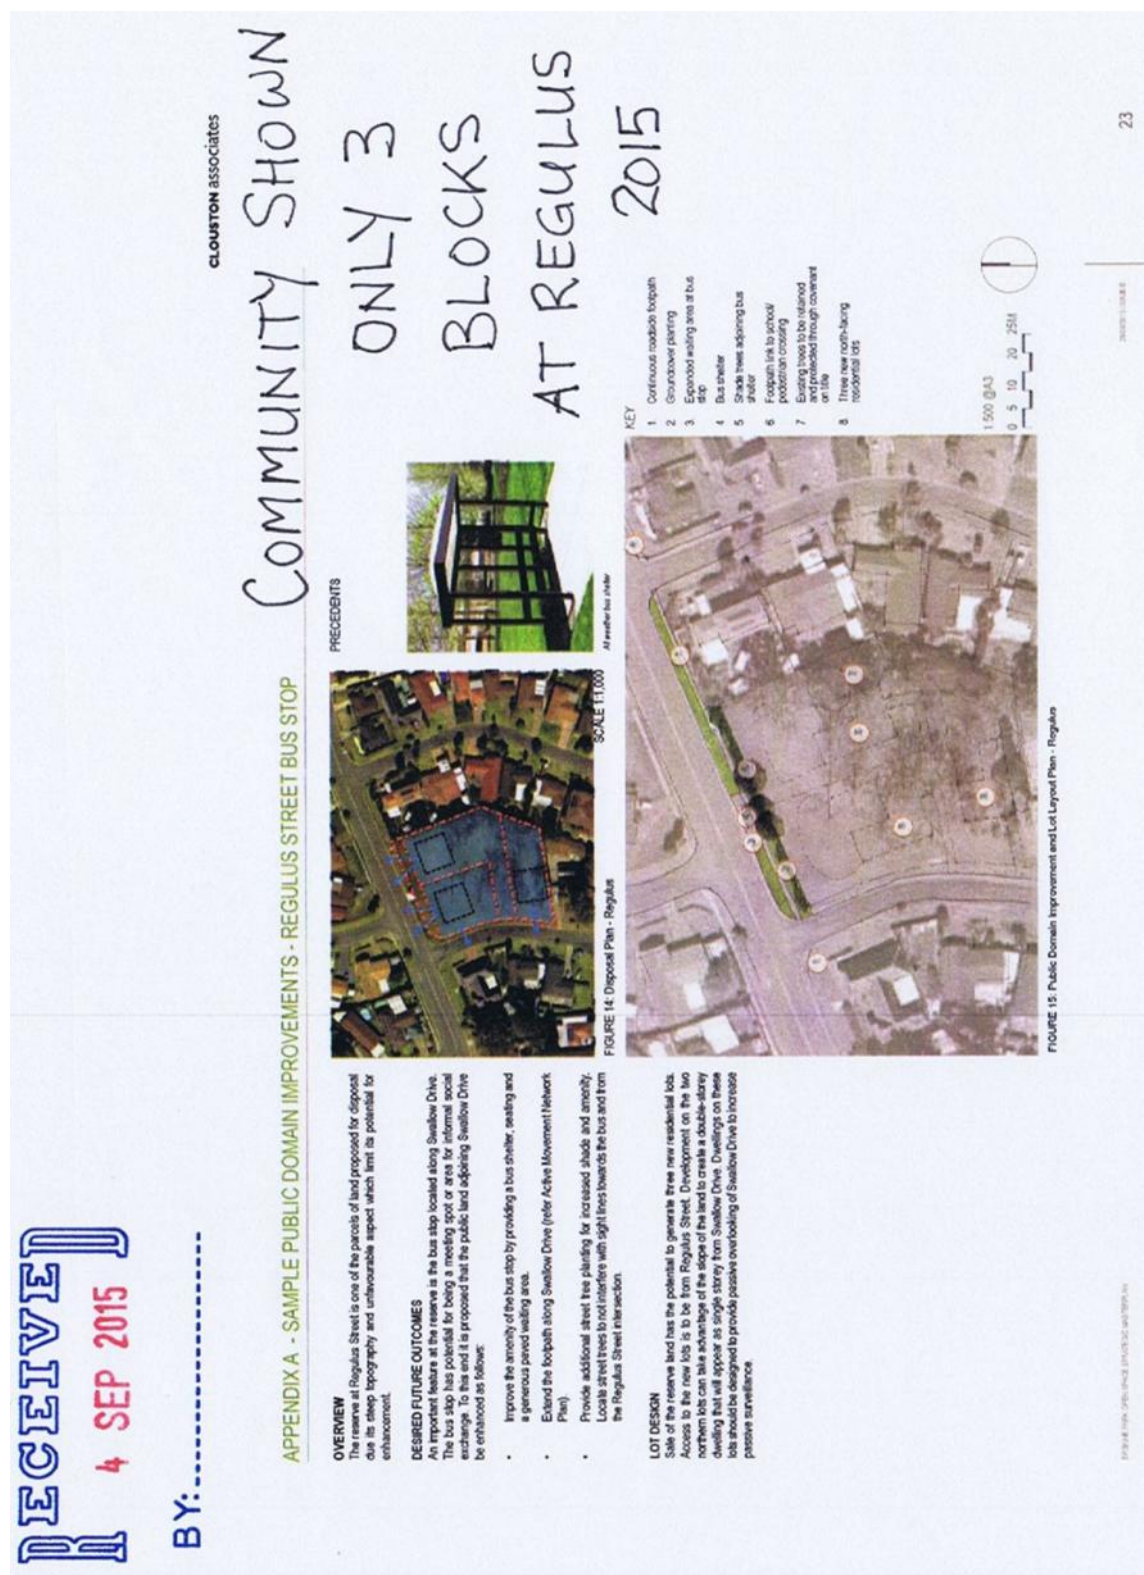 RECEIVED
4 SEP 2015
BY:
CLOUSTON associates
COMMUNITY SHOWN
ONLY 3
BLOCKS
AT REGULUS
2015
APPENDIX A - SAMPLE PUBLIC DOMAIN IMPROVEMENTS - REGULUS STREET BUS STOP
OVERVIEW
The reserve at Regulus Street is one of the parcels of land proposed for disposal
due its steep topography and unfavourable aspect which limit its potential for
enhancement.
DESIRED FUTURE OUTCOMES
An important feature at the reserve is the bus stop located along Swallow Drive.
The bus stop has potential for being a meeting spot or area for informal social
exchange. To this end it is proposed that the public land adjoining Swallow Drive
be enhanced as follows:
• Improve the amenity of the bus stop by providing a bus shelter, seating and
a generous paved waiting area.
• Extend the footpath along Swallow Drive (refer Active Movement Network
Plan).
• Provide additional street tree planting for increased shade and amenity.
Locate street trees to not interfere with sight lines towards the bus and from
the Regulus Street intersection.
LOT DESIGN
Sale of the reserve land has the potential to generate three new residential lots.
Access to the new lots is to be from Regulus Street. Development on the two
northern lots can take advantage of the slope of the land to create a double-storey
dwelling that will appear as single storey from Swallow Drive. Dwellings on these
lots should be designed to provide passive overlooking of Swallow Drive to increase
passive surveillance.
FIGURE 14: Disposal Plan - Regulus
SCALE 1:1,000
PRECEDENTS
All weather bus shelter
KEY
1 Continuous roadside footpath
2 Groundcover planting
3 Expanded waiting area at bus
stop
4 Bus shelter
5 Shade trees adjoining bus
shelter
6 Footpath link to school/
pedestrian crossing
7 Existing trees to be retained
and protected through covenant
on title
8 Three new north-facing
residential lots
1:500 @A3
0 5 10 20 25M
FIGURE 15: Public Domain Improvement and Lot Layout Plan - Regulus
23